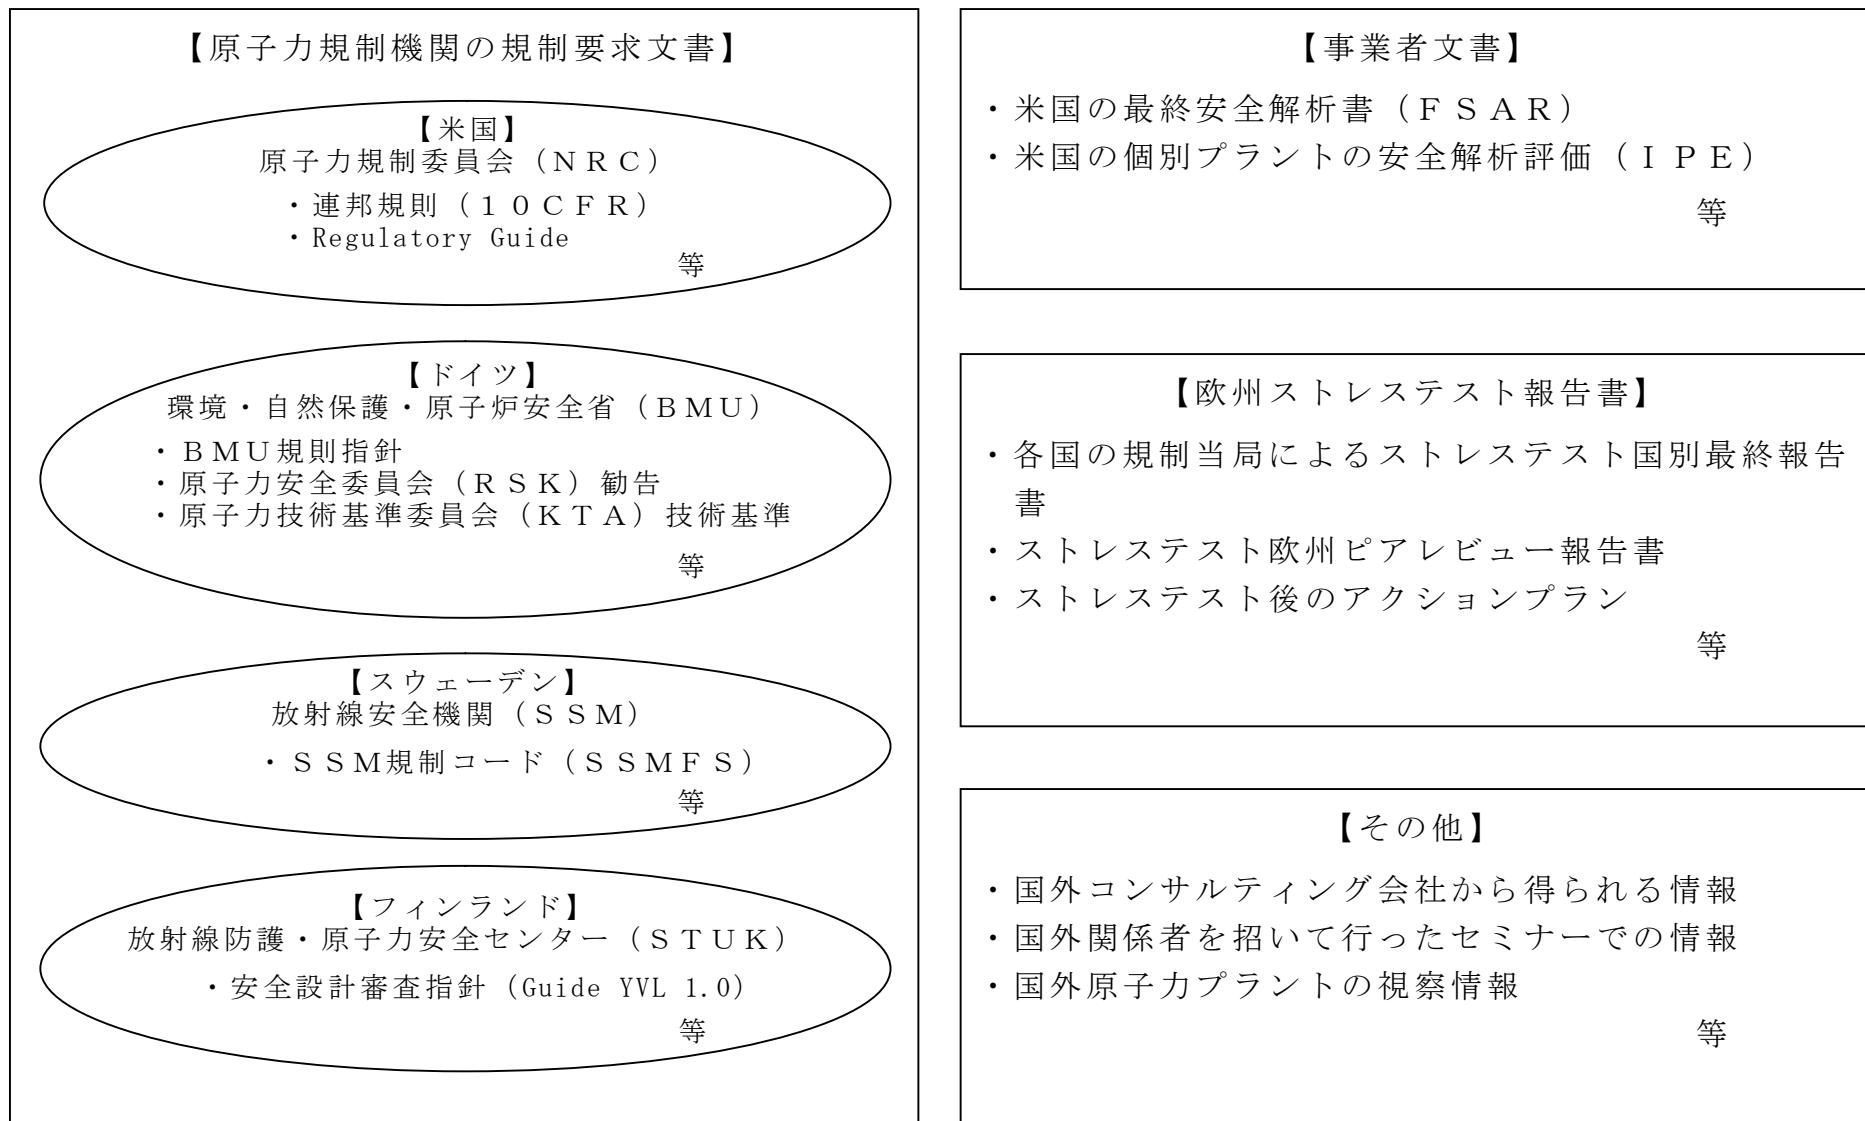 【原子力規制機関の規制要求文書】
【米国】
原子力規制委員会（ＮＲＣ）
・連邦規則（１０ＣＦＲ）
・Regulatory Guide
等
【ドイツ】
環境・自然保護・原子炉安全省（ＢＭＵ）
・ＢＭＵ規則指針
・原子力安全委員会（ＲＳＫ）勧告
・原子力技術基準委員会（ＫＴＡ）技術基準
等
【スウェーデン】
放射線安全機関（ＳＳＭ）
・ＳＳＭ規制コード（ＳＳＭＦＳ）
等
【フィンランド】
放射線防護・原子力安全センター（ＳＴＵＫ）
・安全設計審査指針（Guide YVL 1.0）
等
【事業者文書】
・米国の最終安全解析書（ＦＳＡＲ）
・米国の個別プラントの安全解析評価（ＩＰＥ）
等
【欧州ストレステスト報告書】
・各国の規制当局によるストレステスト国別最終報告
書
・ストレステスト欧州ピアレビュー報告書
・ストレステスト後のアクションプラン
等
【その他】
・国外コンサルティング会社から得られる情報
・国外関係者を招いて行ったセミナーでの情報
・国外原子力プラントの視察情報
等